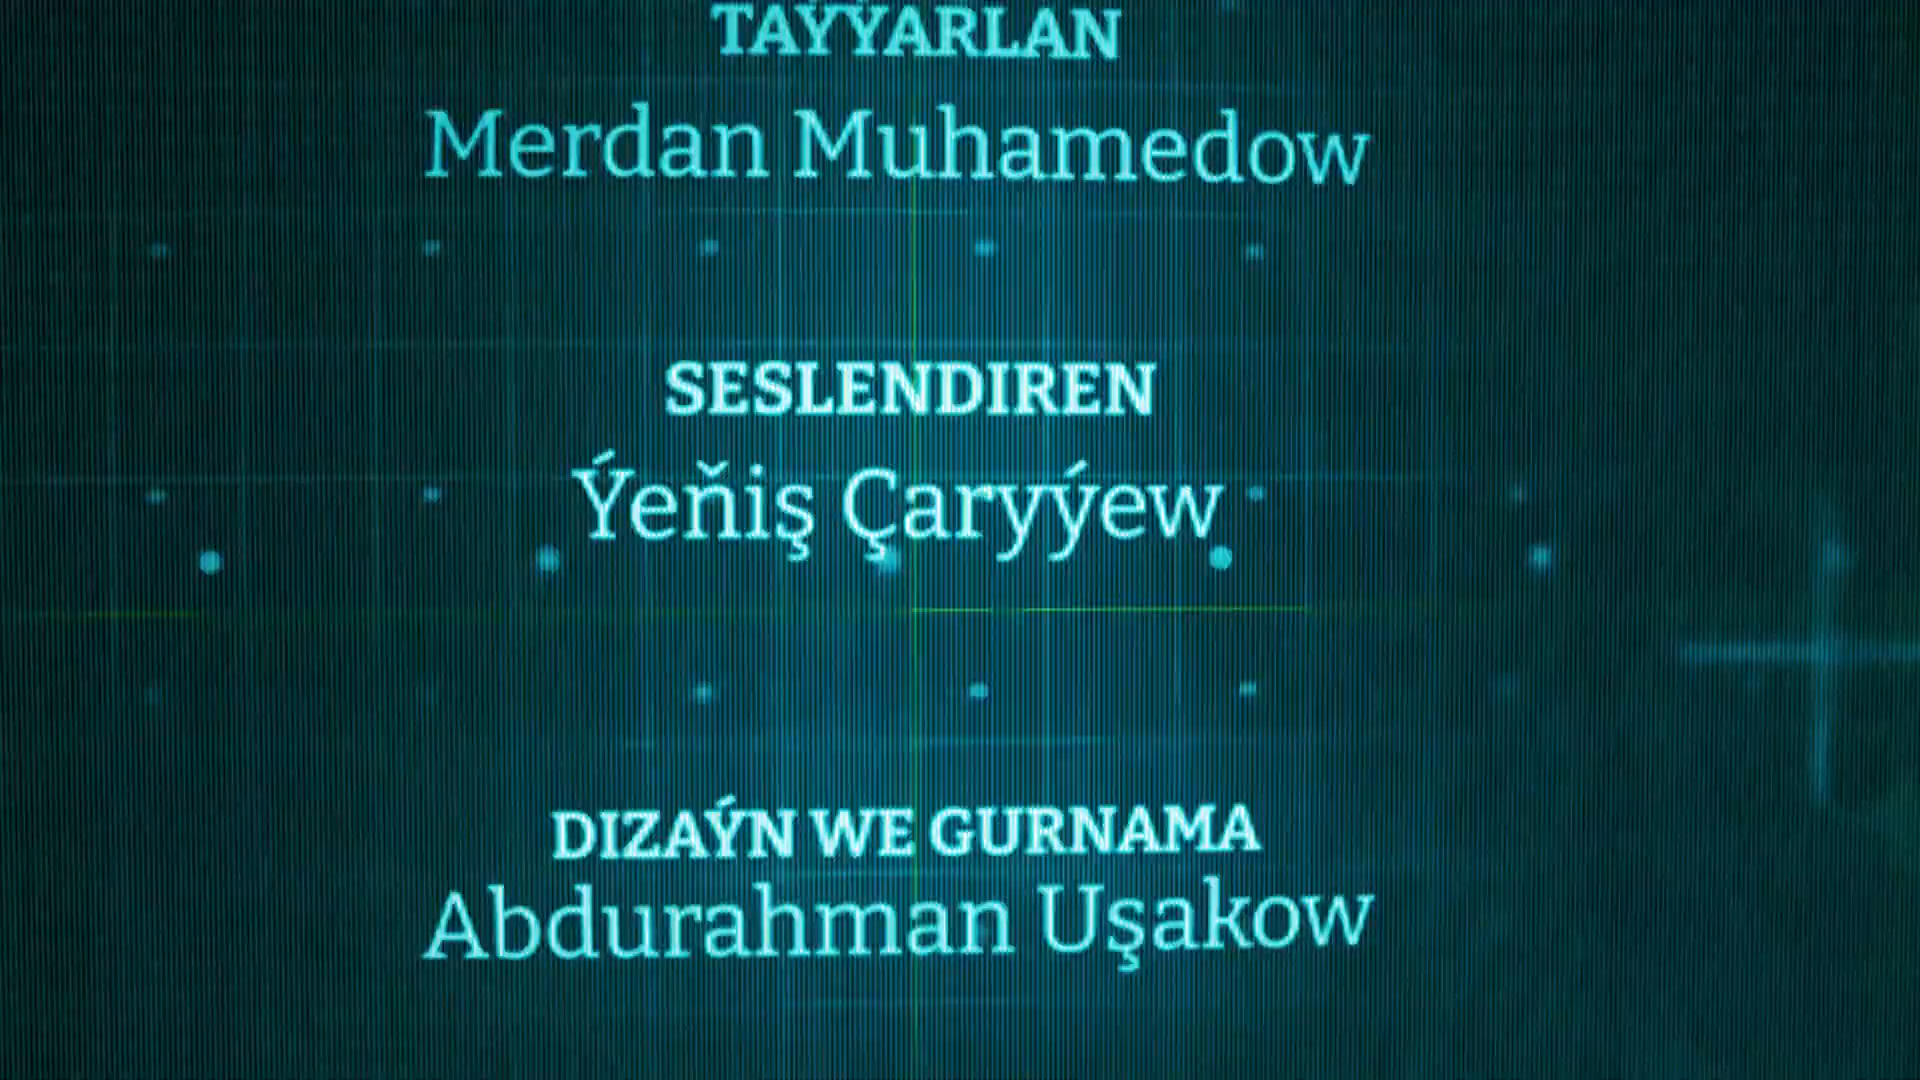 TAÝÝARLAN
Merdan Muhamedow
SESLENDIREN
Ýeňiş Çaryýew
DIZAÝN WE GURNAMA
Abdurahman Uşakow